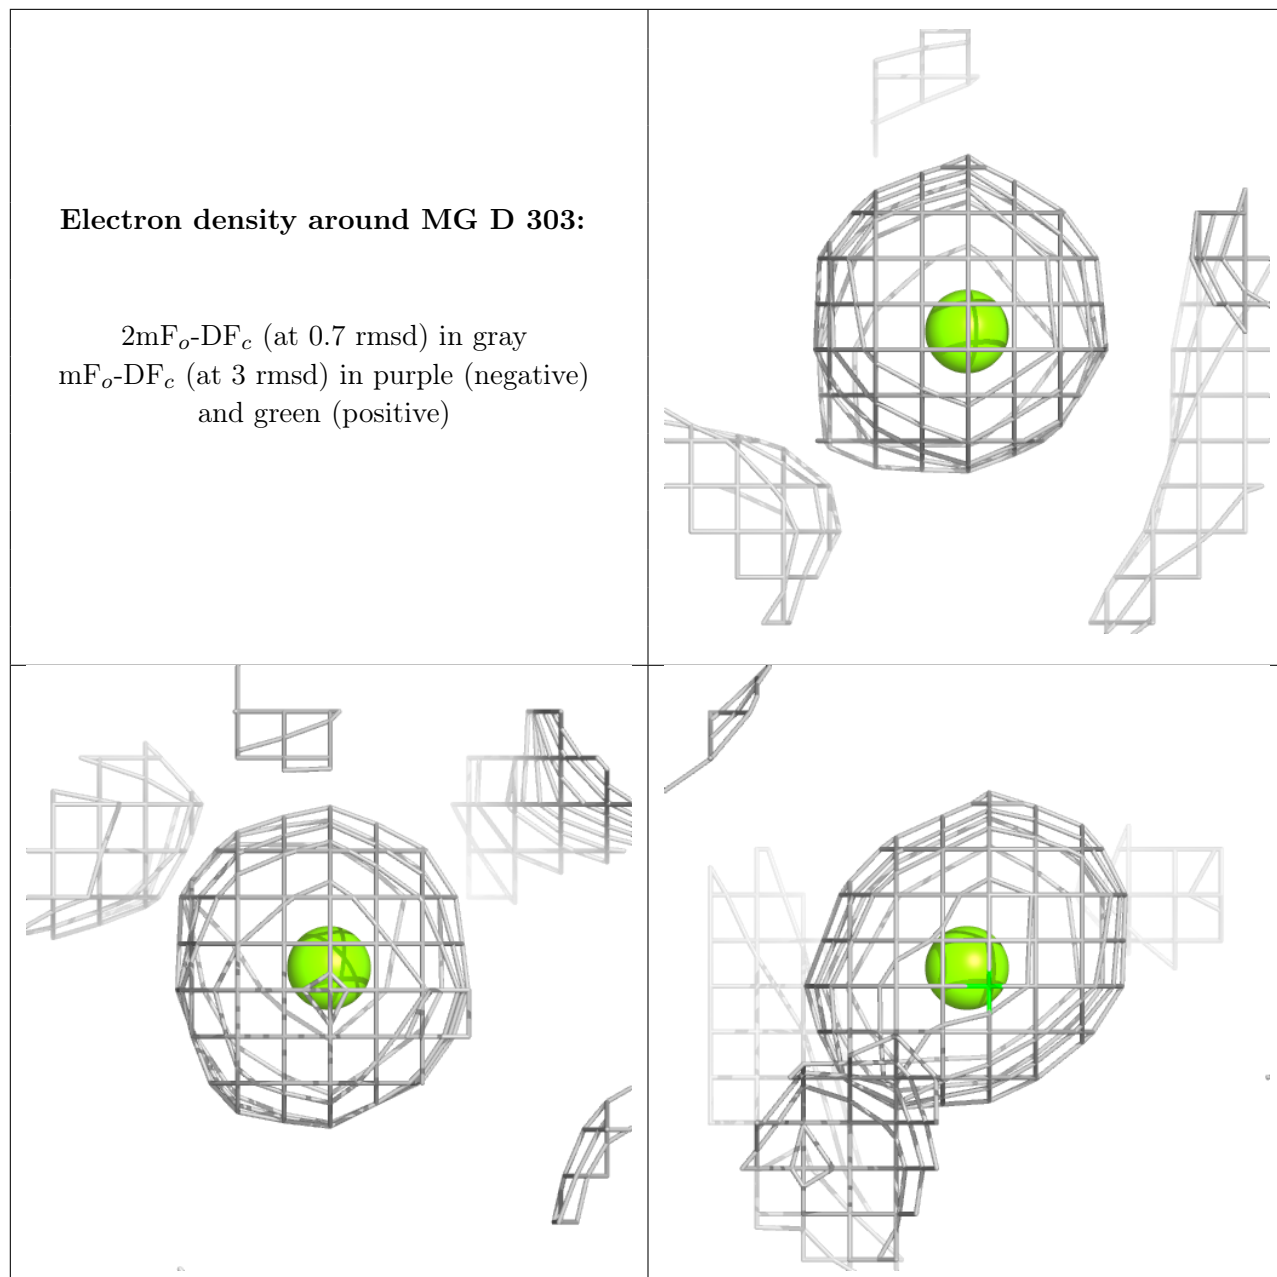 Electron density around MG D 303:
2mFo-DFc (at 0.7 rmsd) in gray
mFo-DFc (at 3 rmsd) in purple (negative)
and green (positive)